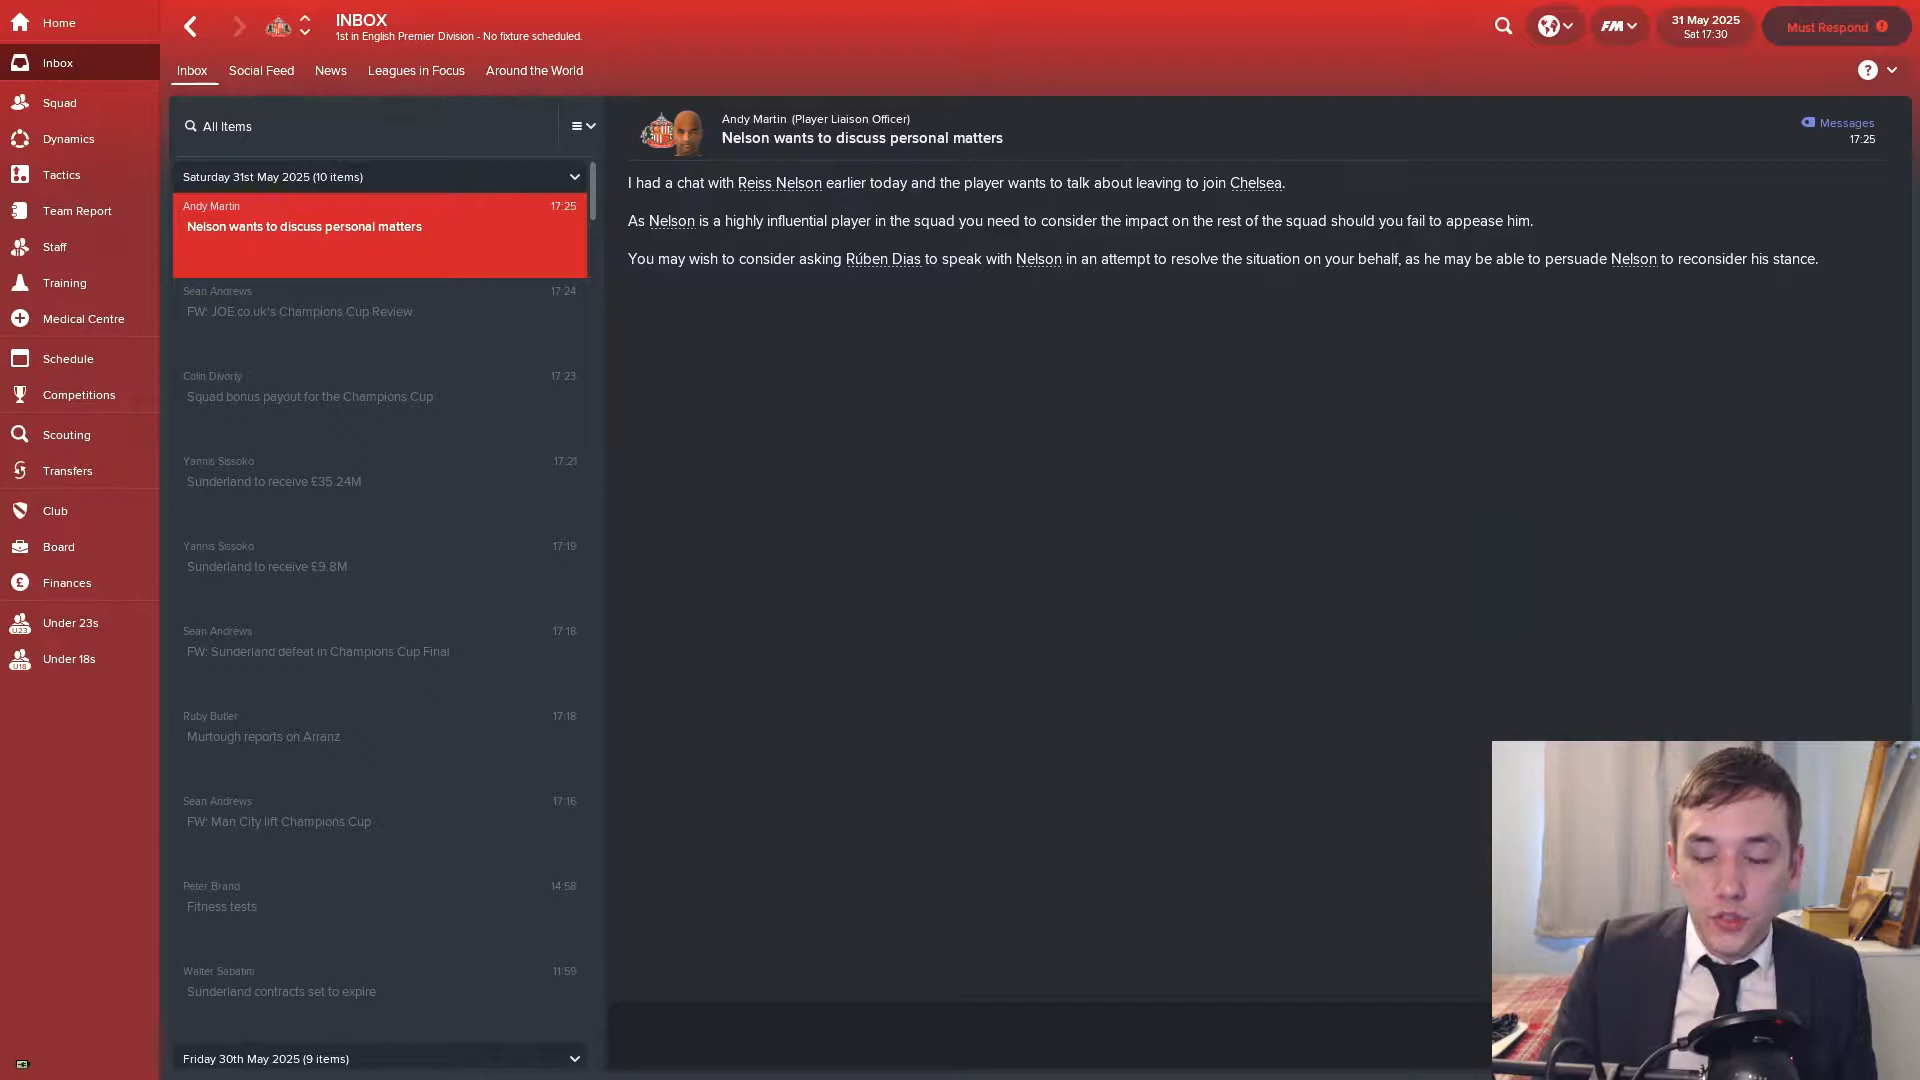 Home
Inbox
Squad
Dynamics
Tactics
Team Report
Staff
Training
Medical Centre
Schedule
Competitions
Scouting
Transfers
Club
Board
Finances
U23
Under 23s
U18
Under 18s
INBOX
1st in English Premier Division - No fixture scheduled.
FM
31 May 2025
Sat 17:30
Must Respond
Inbox
Social Feed
News
Leagues in Focus
Around the World
?
All Items
Saturday 31st May 2025 (10 items)
Andy Martin 17:25
Nelson wants to discuss personal matters
Sean Andrews 17:24
FW: JOE.co.uk's Champions Cup Review
Colin Divorty 17:23
Squad bonus payout for the Champions Cup
Yannis Sissoko 17:21
Sunderland to receive £35.24M
Yannis Sissoko 17:19
Sunderland to receive £9.8M
Sean Andrews 17:18
FW: Sunderland defeat in Champions Cup Final
Ruby Butler 17:18
Murtough reports on Arranz
Sean Andrews 17:16
FW: Man City lift Champions Cup
Peter Brand 14:58
Fitness tests
Walter Sabatini 11:59
Sunderland contracts set to expire
Friday 30th May 2025 (9 items)
Andy Martin (Player Liaison Officer)
Nelson wants to discuss personal matters
Messages
17:25
I had a chat with Reiss Nelson earlier today and the player wants to talk about leaving to join Chelsea.
As Nelson is a highly influential player in the squad you need to consider the impact on the rest of the squad should you fail to appease him.
You may wish to consider asking Rúben Dias to speak with Nelson in an attempt to resolve the situation on your behalf, as he may be able to persuade Nelson to reconsider his stance.